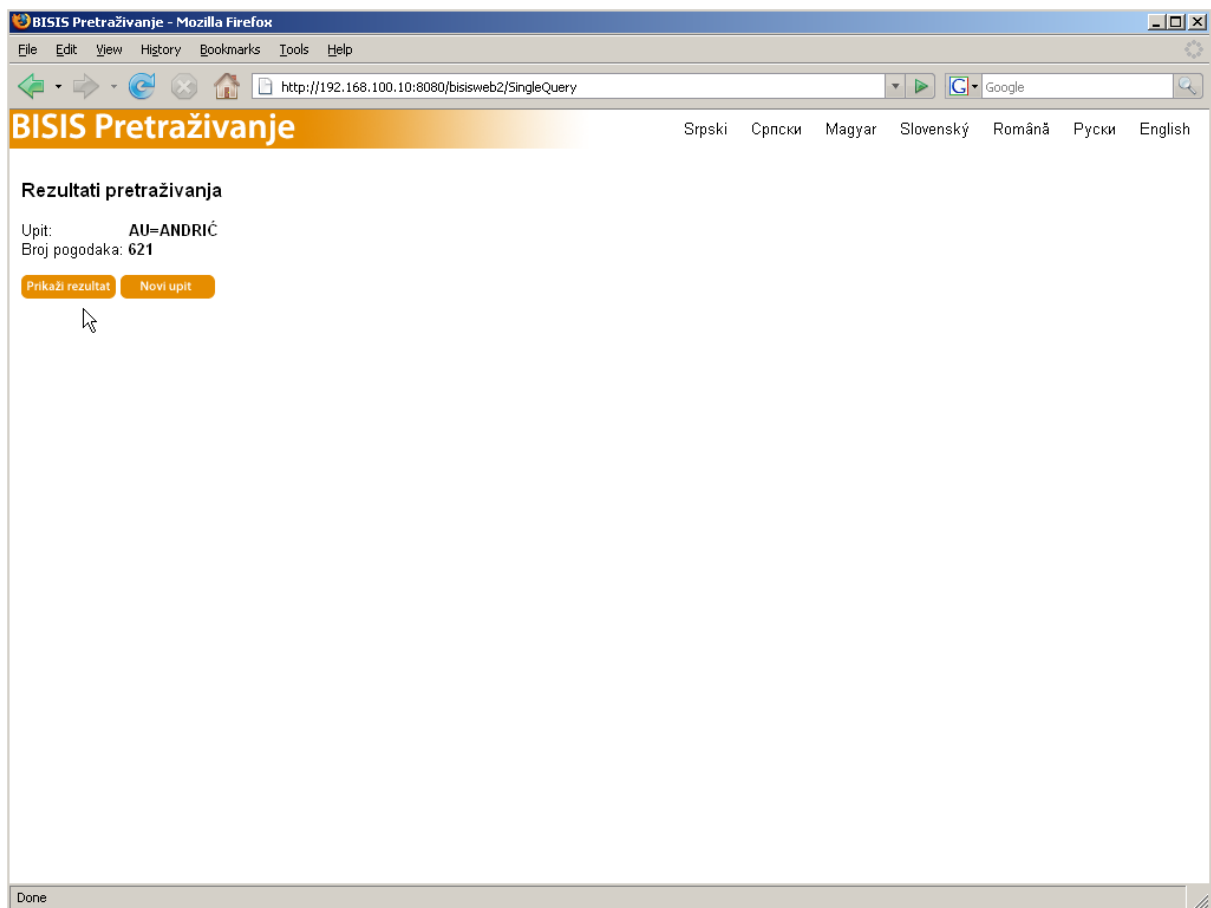 BISIS Pretraživanje - Mozilla Firefox
File Edit View History Bookmarks Tools Help
http://192.168.100.10:8080/bisisweb2/SingleQuery G Google
BISIS Pretraživanje Srpski Српски Magyar Slovenský Română Руски English
Rezultati pretraživanja
Upit: AU=ANDRIĆ
Broj pogodaka: 621
Prikaži rezultat Novi upit
Done